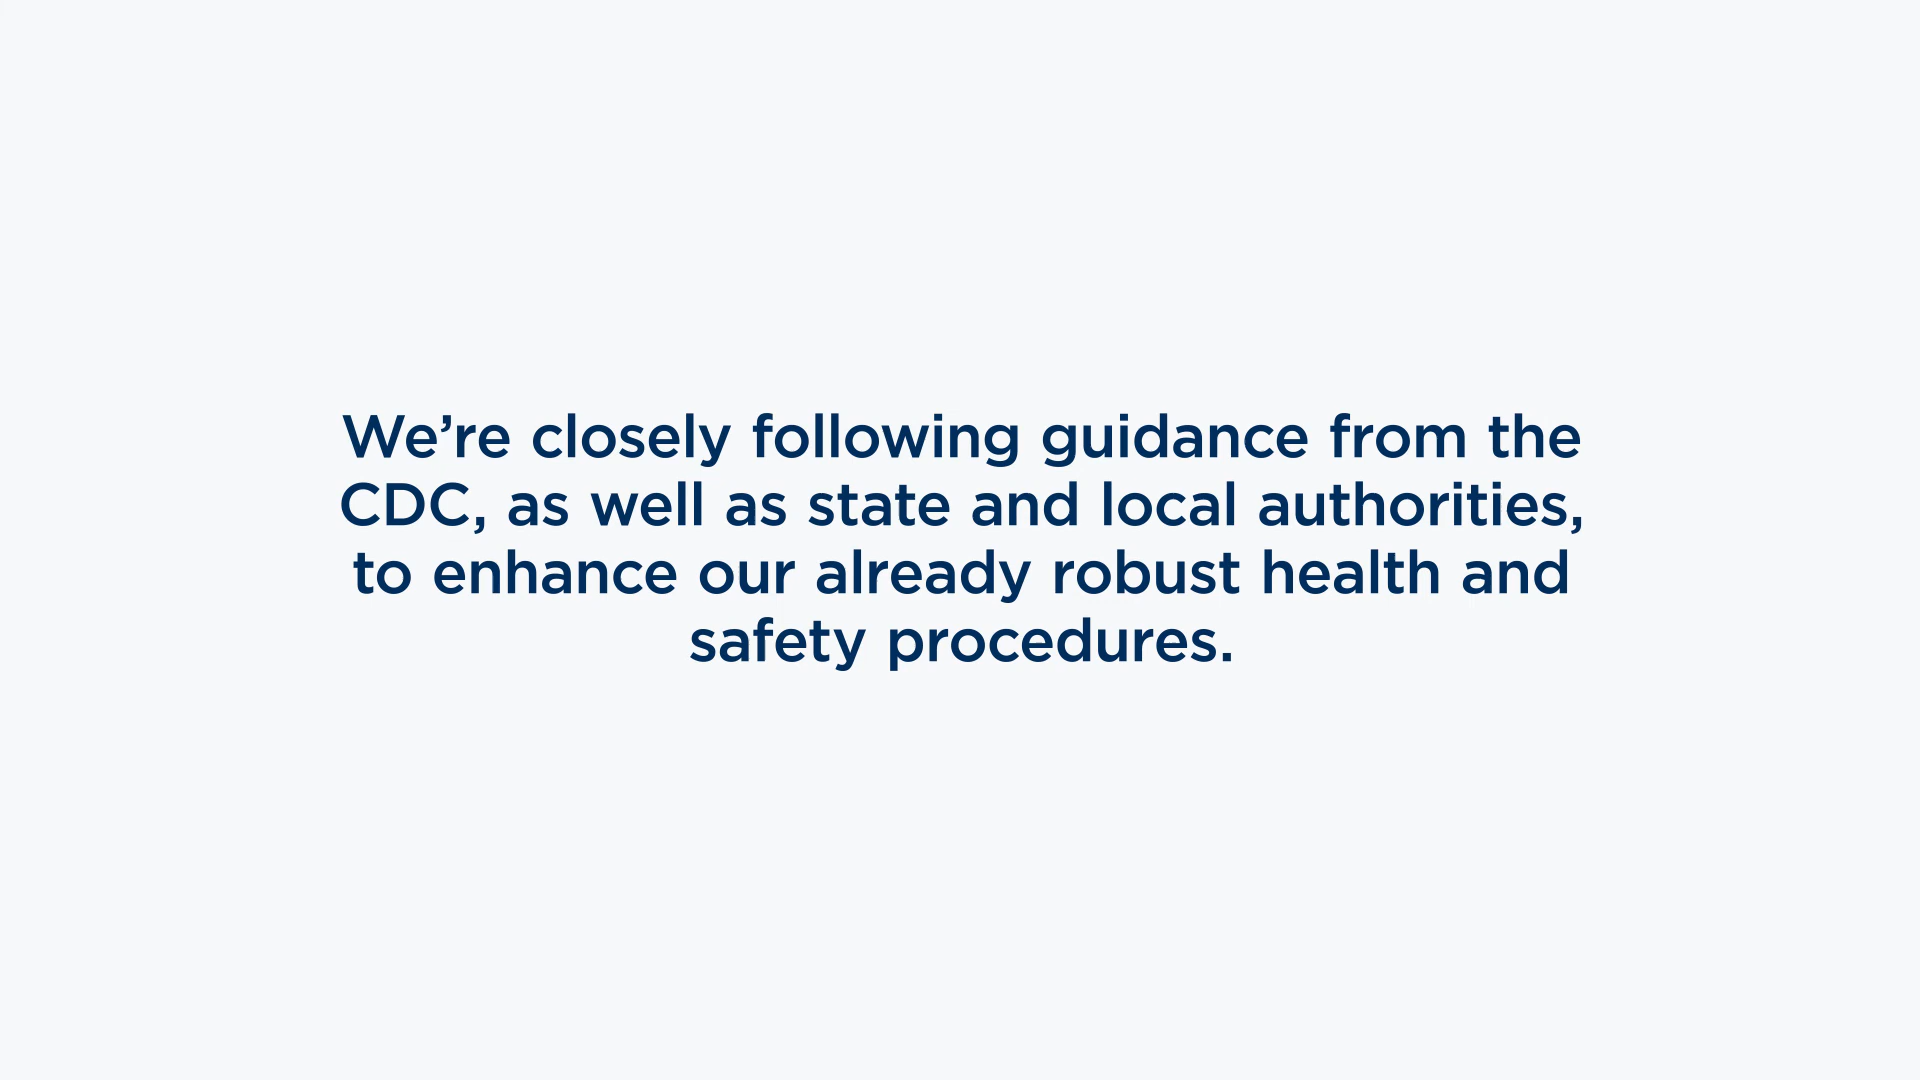 We’re closely following guidance from the
CDC, as well as state and local authorities,
to enhance our already robust health and
safety procedures.